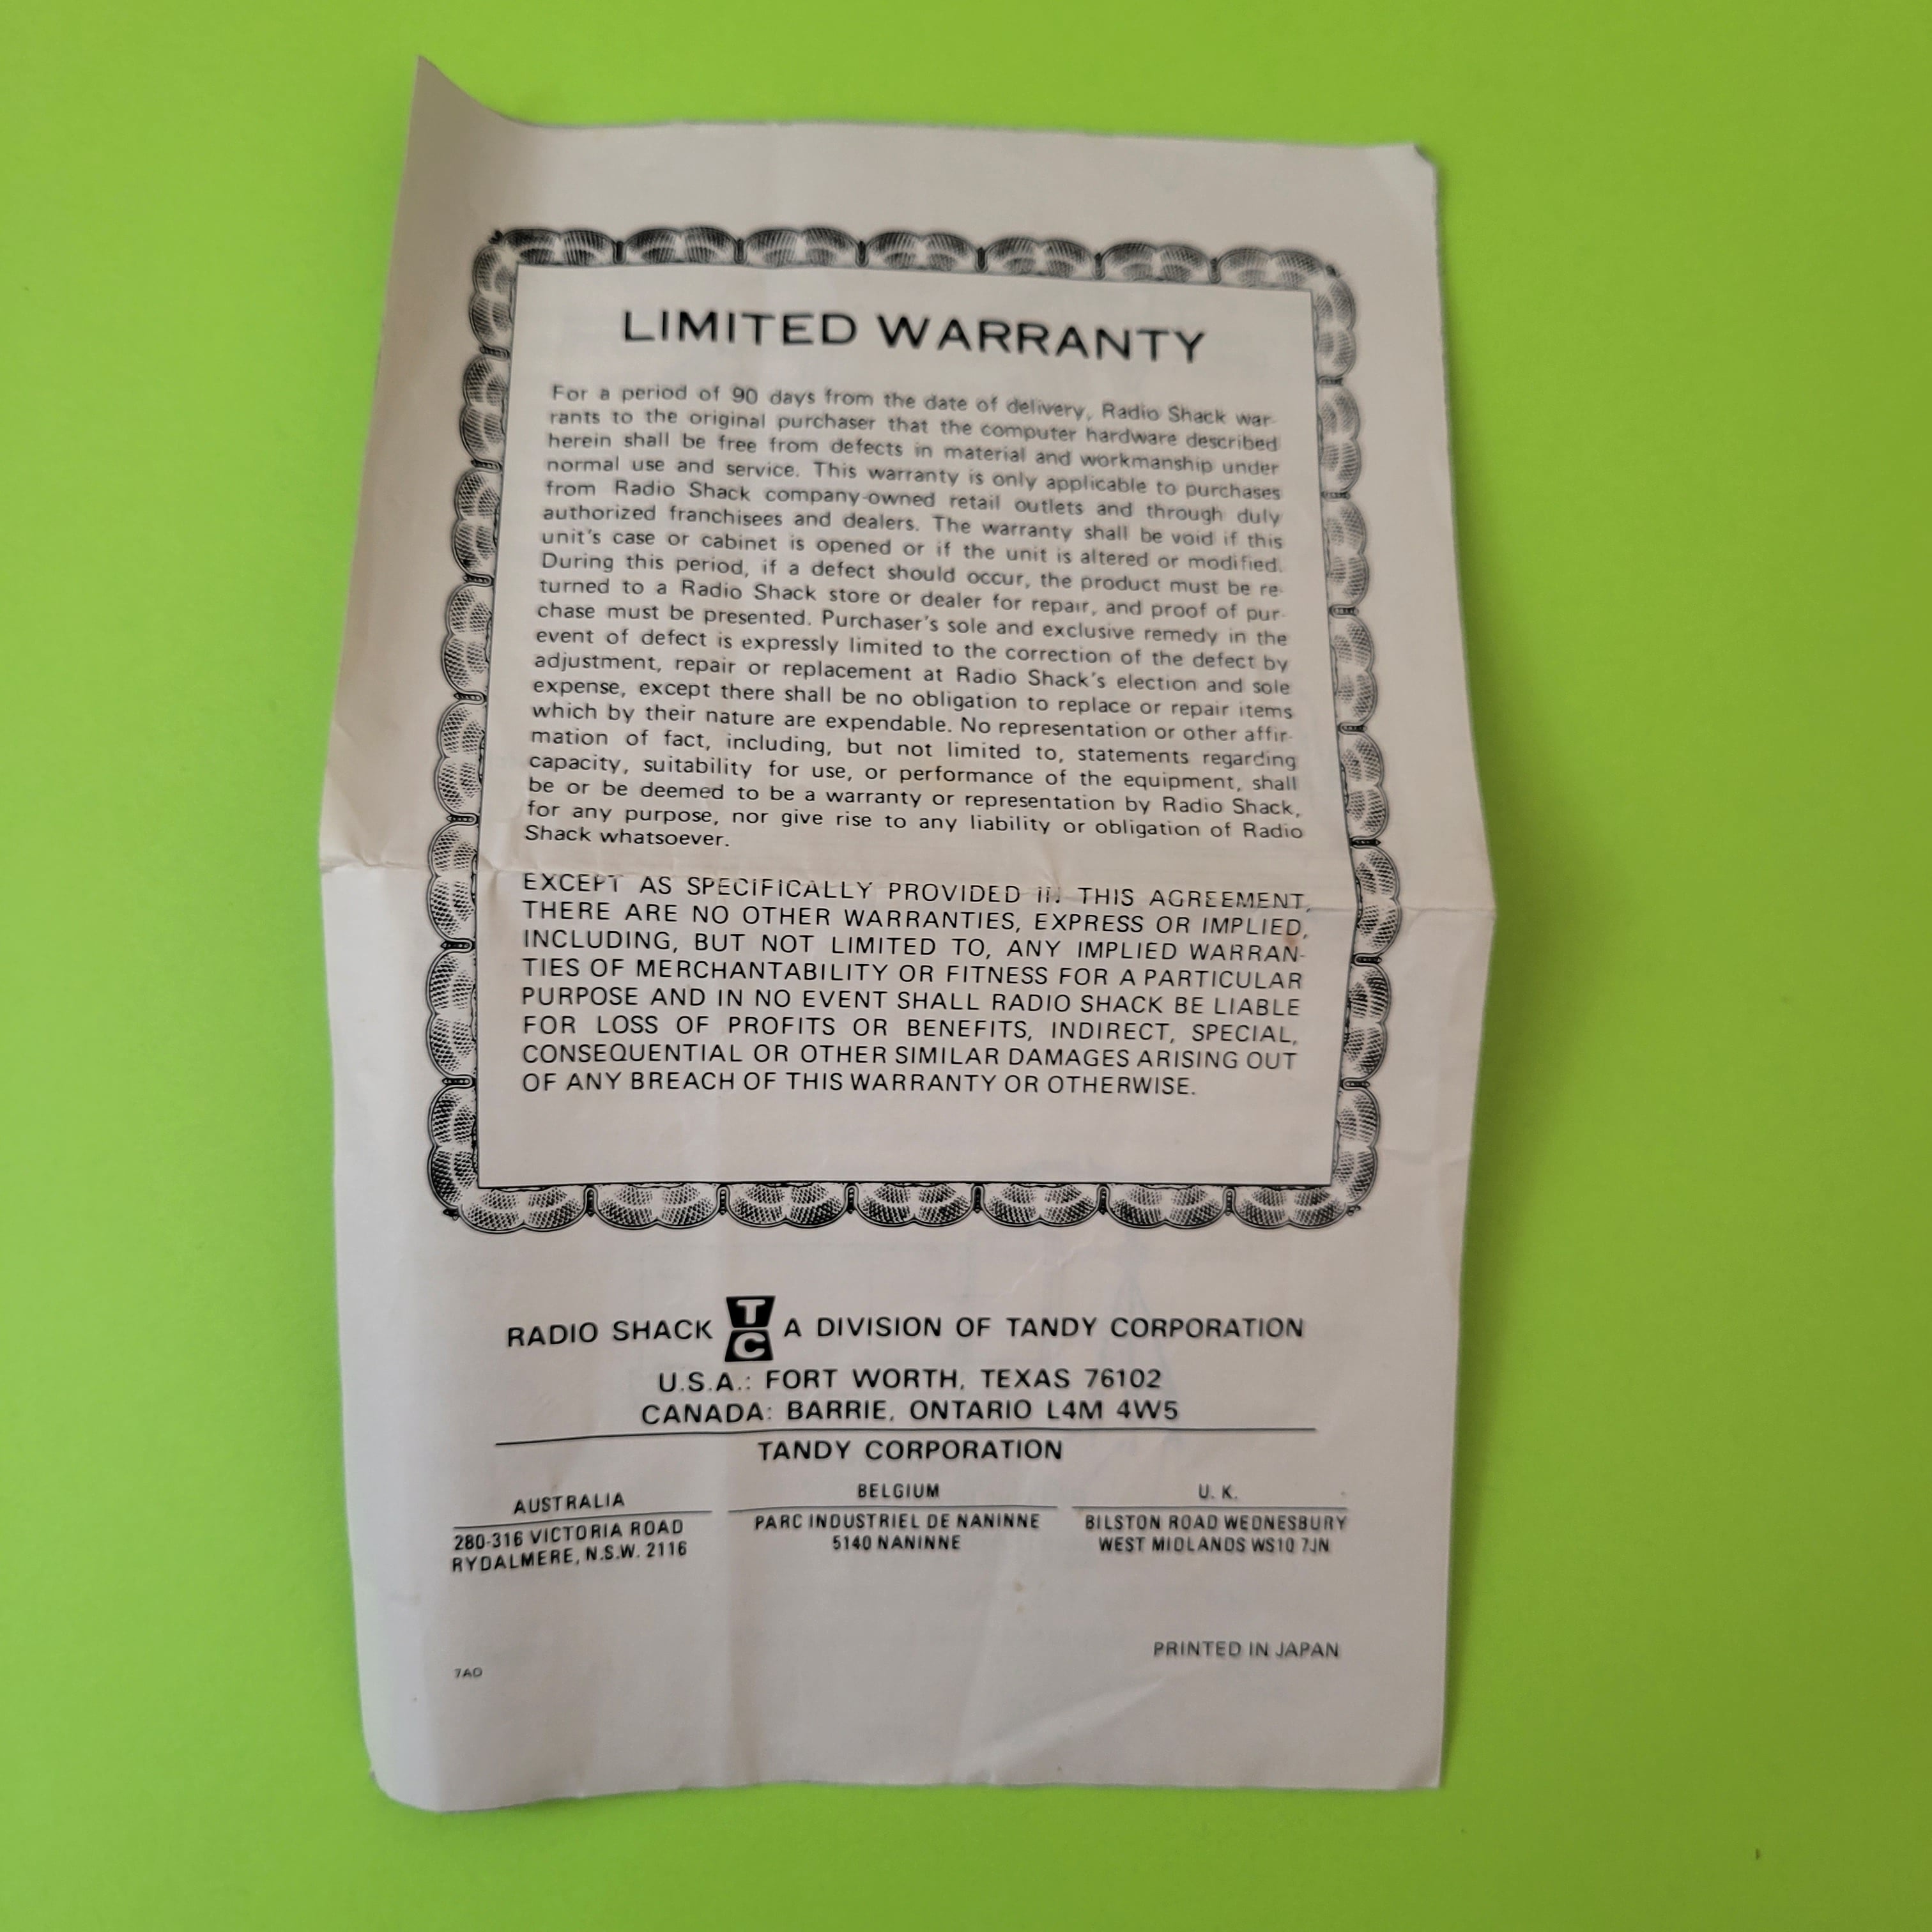 LIMITED WARRANTY
For a period of 90 days from the date of delivery, Radio Shack war-
rants to the original purchaser that the computer hardware described
herein shall be free from defects in material and workmanship under
normal use and service. This warranty is only applicable to purchases
from Radio Shack company-owned retail outlets and through duly
authorized franchisees and dealers. The warranty shall be void if this
unit's case or cabinet is opened or if the unit is altered or modified.
During this period, if a defect should occur, the product must be re-
turned to a Radio Shack store or dealer for repair, and proof of pur-
chase must be presented. Purchaser's sole and exclusive remedy in the
event of defect is expressly limited to the correction of the defect by
adjustment, repair or replacement at Radio Shack's election and sole
expense, except there shall be no obligation to replace or repair items
which by their nature are expendable. No representation or other affir-
mation of fact, including, but not limited to, statements regarding
capacity, suitability for use, or performance of the equipment, shall
be or be deemed to be a warranty or representation by Radio Shack,
for any purpose, nor give rise to any liability or obligation of Radio
Shack whatsoever.
EXCEPT AS SPECIFICALLY PROVIDED IN THIS AGREEMENT,
THERE ARE NO OTHER WARRANTIES, EXPRESS OR IMPLIED,
INCLUDING, BUT NOT LIMITED TO, ANY IMPLIED WARRAN-
TIES OF MERCHANTABILITY OR FITNESS FOR A PARTICULAR
PURPOSE AND IN NO EVENT SHALL RADIO SHACK BE LIABLE
FOR LOSS OF PROFITS OR BENEFITS, INDIRECT, SPECIAL,
CONSEQUENTIAL OR OTHER SIMILAR DAMAGES ARISING OUT
OF ANY BREACH OF THIS WARRANTY OR OTHERWISE.
RADIO SHACK TC A DIVISION OF TANDY CORPORATION
U.S.A.: FORT WORTH, TEXAS 76102
CANADA: BARRIE, ONTARIO L4M 4W5
TANDY CORPORATION
AUSTRALIA
280-316 VICTORIA ROAD
RYDALMERE, N.S.W. 2116
BELGIUM
PARC INDUSTRIEL DE NANINNE
5140 NANINNE
U. K.
BILSTON ROAD WEDNESBURY
WEST MIDLANDS WS10 7JN
PRINTED IN JAPAN
7AD